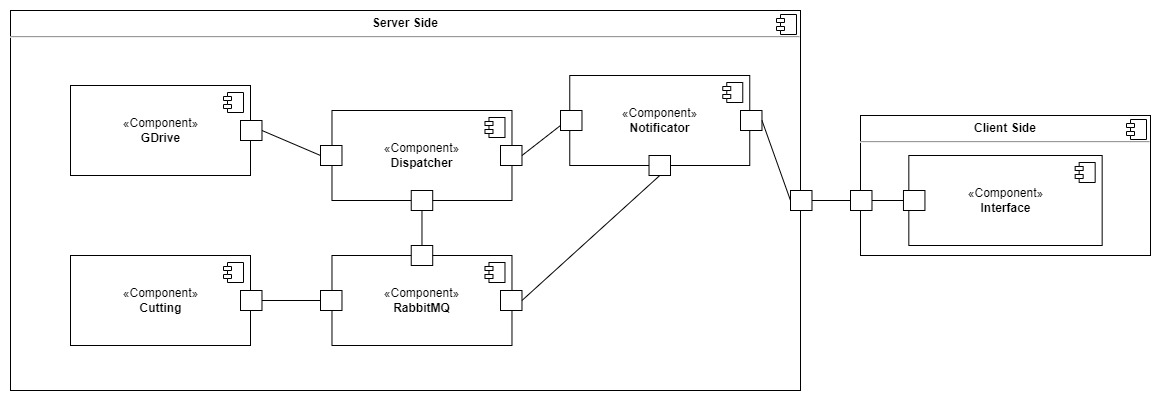 Server Side
«Component»
GDrive
«Component»
Dispatcher
«Component»
Notificator
«Component»
Cutting
«Component»
RabbitMQ
Client Side
«Component»
Interface